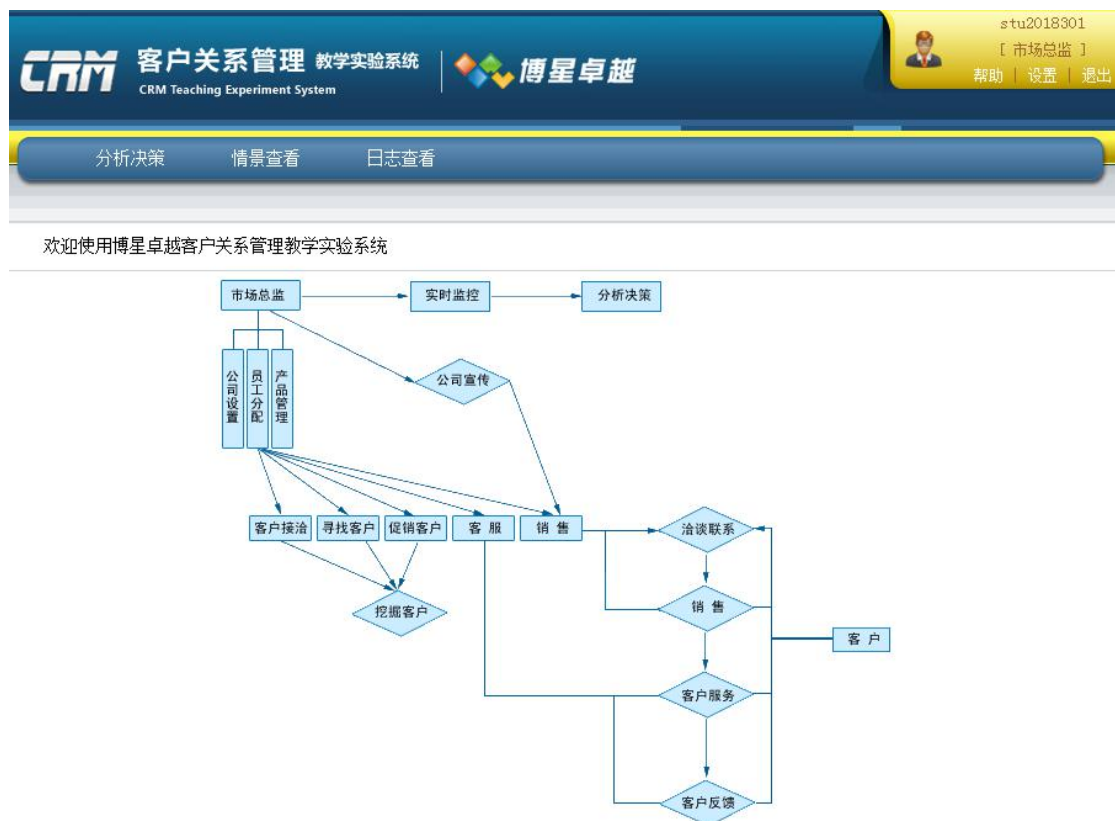 stu2018301
CRM 客户关系管理 教学实验系统 博星卓越 [ 市场总监 ]
CRM Teaching Experiment System
帮助 | 设置 | 退出
分析决策 情景查看 日志查看
欢迎使用博星卓越客户关系管理教学实验系统
市场总监 实时监控 分析决策
公司设置 员工分配 产品管理
公司宣传
客户接洽 寻找客户 促销客户 客 服 销 售 洽谈联系
挖掘客户 销 售
客 户
客户服务
客户反馈